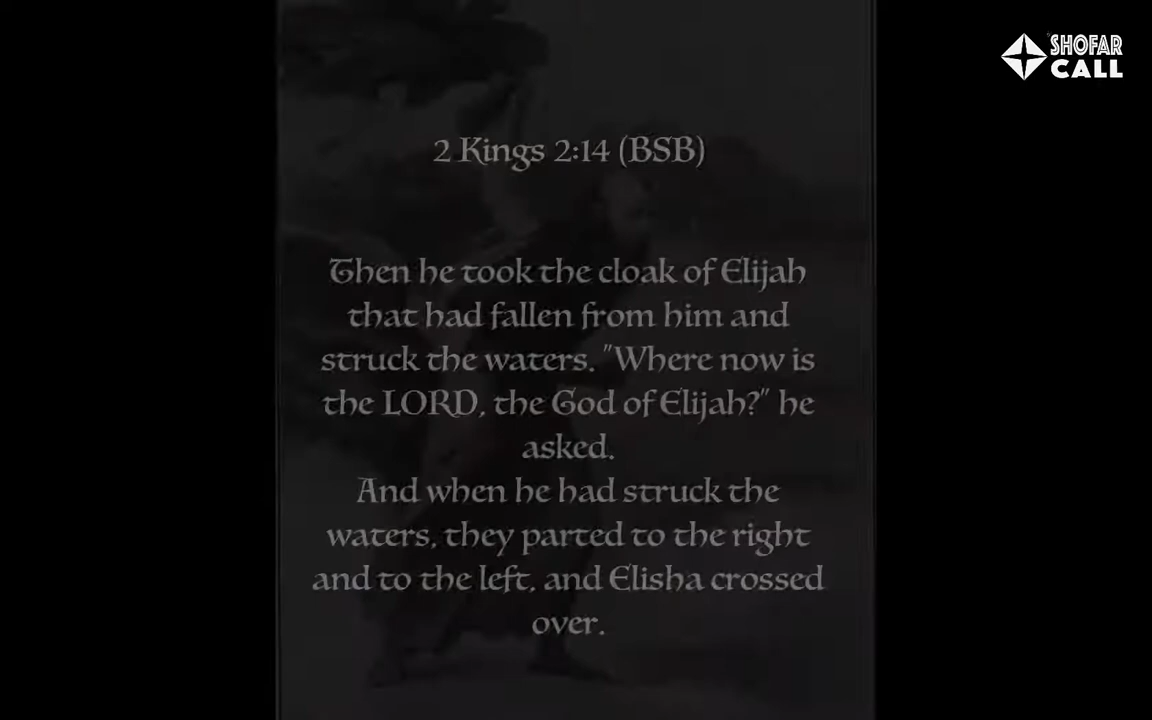 SHOFAR
CALL
2 Kings 2:14 (BSB)
Then he took the cloak of Elijah
that had fallen from him and
struck the waters. "Where now is
the LORD, the God of Elijah?" he
asked.
And when he had struck the
waters, they parted to the right
and to the left, and Elisha crossed
over.